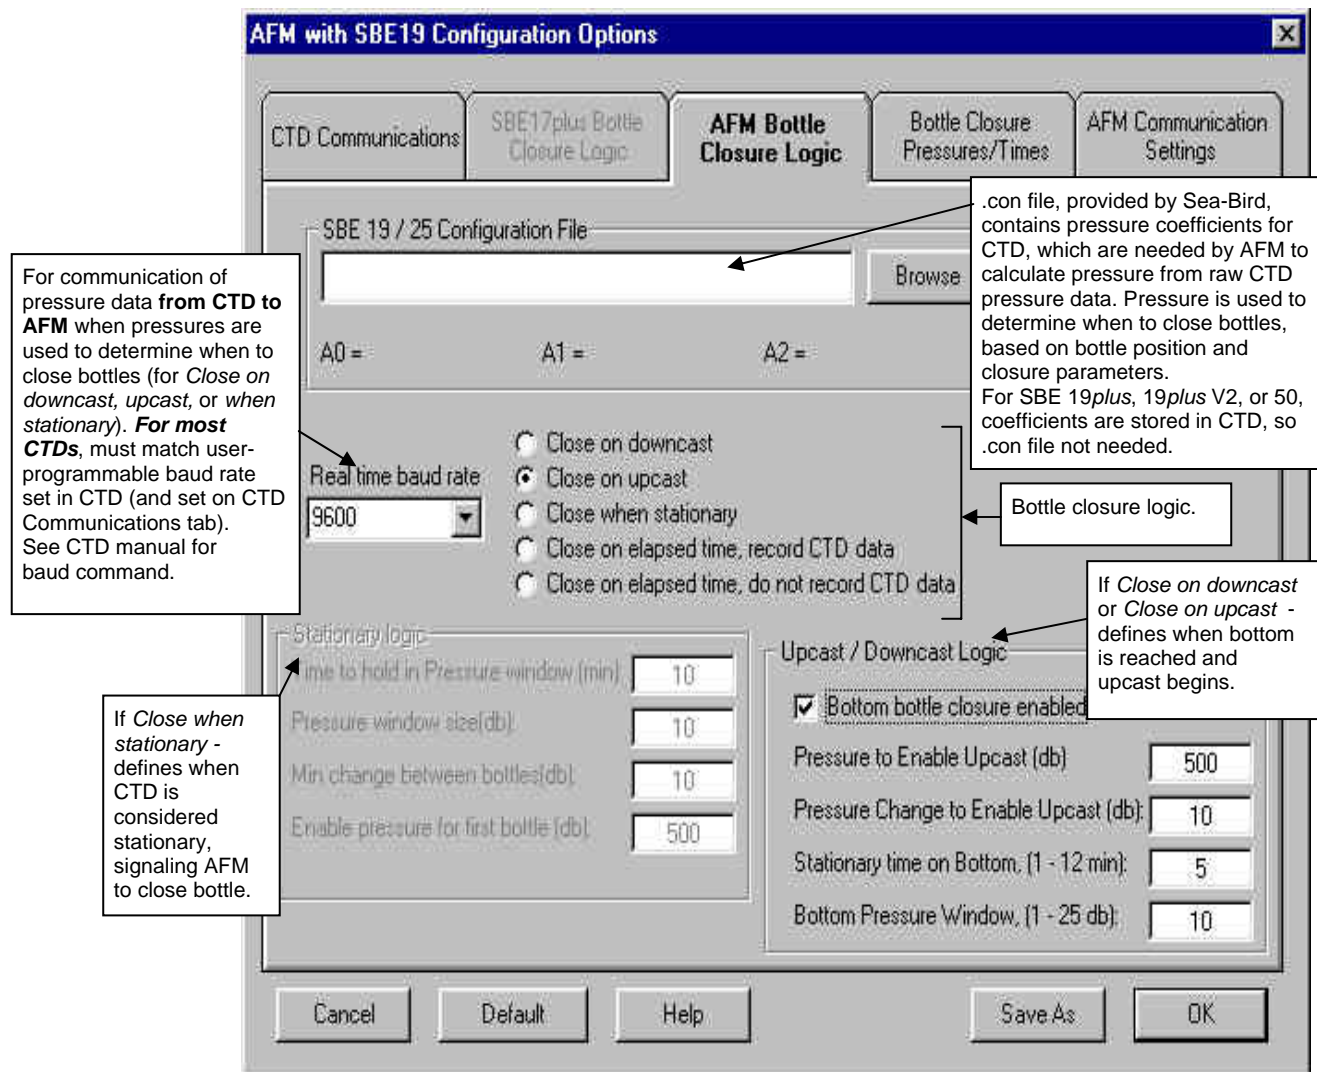 AFM with SBE19 Configuration Options
CTD Communications
SBE17plus Bottle
Closure Logic
AFM Bottle
Closure Logic
Bottle Closure
Pressures/Times
AFM Communication
Settings
SBE 19 / 25 Configuration File
Browse
A0 =
A1 =
A2 =
.con file, provided by Sea-Bird,
contains pressure coefficients for
CTD, which are needed by AFM to
calculate pressure from raw CTD
pressure data. Pressure is used to
determine when to close bottles,
based on bottle position and
closure parameters.
For SBE 19plus, 19plus V2, or 50,
coefficients are stored in CTD, so
.con file not needed.
For communication of
pressure data from CTD to
AFM when pressures are
used to determine when to
close bottles (for Close on
downcast, upcast, or when
stationary). For most
CTDs, must match user-
programmable baud rate
set in CTD (and set on CTD
Communications tab).
See CTD manual for
baud command.
Real time baud rate
9600
Close on downcast
Close on upcast
Close when stationary
Close on elapsed time, record CTD data
Close on elapsed time, do not record CTD data
Bottle closure logic.
If Close on downcast
or Close on upcast -
defines when bottom
is reached and
upcast begins.
Stationary logic
Time to hold in Pressure window (min)
10
Pressure window size(db):
10
Min change between bottles(db):
10
Enable pressure for first bottle (db):
500
If Close when
stationary -
defines when
CTD is
considered
stationary,
signaling AFM
to close bottle.
Upcast / Downcast Logic
Bottom bottle closure enabled
Pressure to Enable Upcast (db)
500
Pressure Change to Enable Upcast (db):
10
Stationary time on Bottom, (1 - 12 min):
5
Bottom Pressure Window, (1 - 25 db):
10
Cancel
Default
Help
Save As
OK